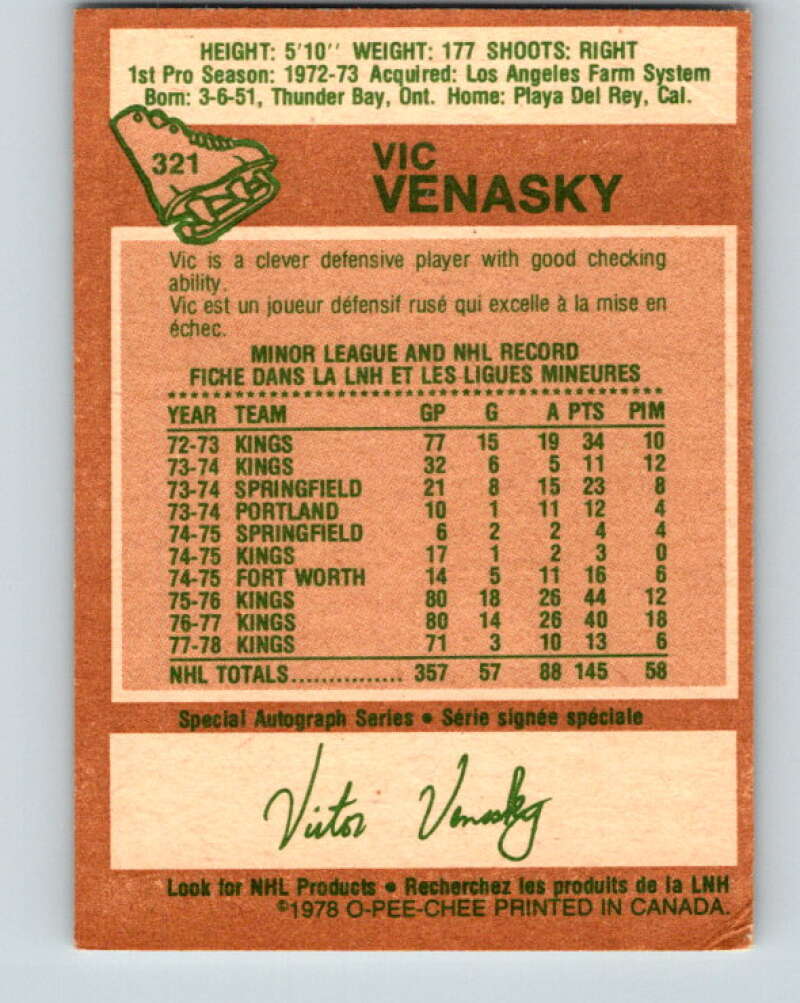 HEIGHT: 5'10'' WEIGHT: 177 SHOOTS: RIGHT
1st Pro Season: 1972-73 Acquired: Los Angeles Farm System
Born: 3-6-51, Thunder Bay, Ont. Home: Playa Del Rey, Cal.
321
VIC
VENASKY
Vic is a clever defensive player with good checking
ability.
Vic est un joueur défensif rusé qui excelle à la mise en
échec.
MINOR LEAGUE AND NHL RECORD
FICHE DANS LA LNH ET LES LIGUES MINEURES
YEAR TEAM GP G A PTS PIM
72-73 KINGS 77 15 19 34 10
73-74 KINGS 32 6 5 11 12
73-74 SPRINGFIELD 21 8 15 23 8
73-74 PORTLAND 10 1 11 12 4
74-75 SPRINGFIELD 6 2 2 4 4
74-75 KINGS 17 1 2 3 0
74-75 FORT WORTH 14 5 11 16 6
75-76 KINGS 80 18 26 44 12
76-77 KINGS 80 14 26 40 18
77-78 KINGS 71 3 10 13 6
NHL TOTALS............... 357 57 88 145 58
Special Autograph Series • Série signée spéciale
Victor Venasky
Look for NHL Products • Recherchez les produits de la LNH
©1978 O-PEE-CHEE PRINTED IN CANADA.